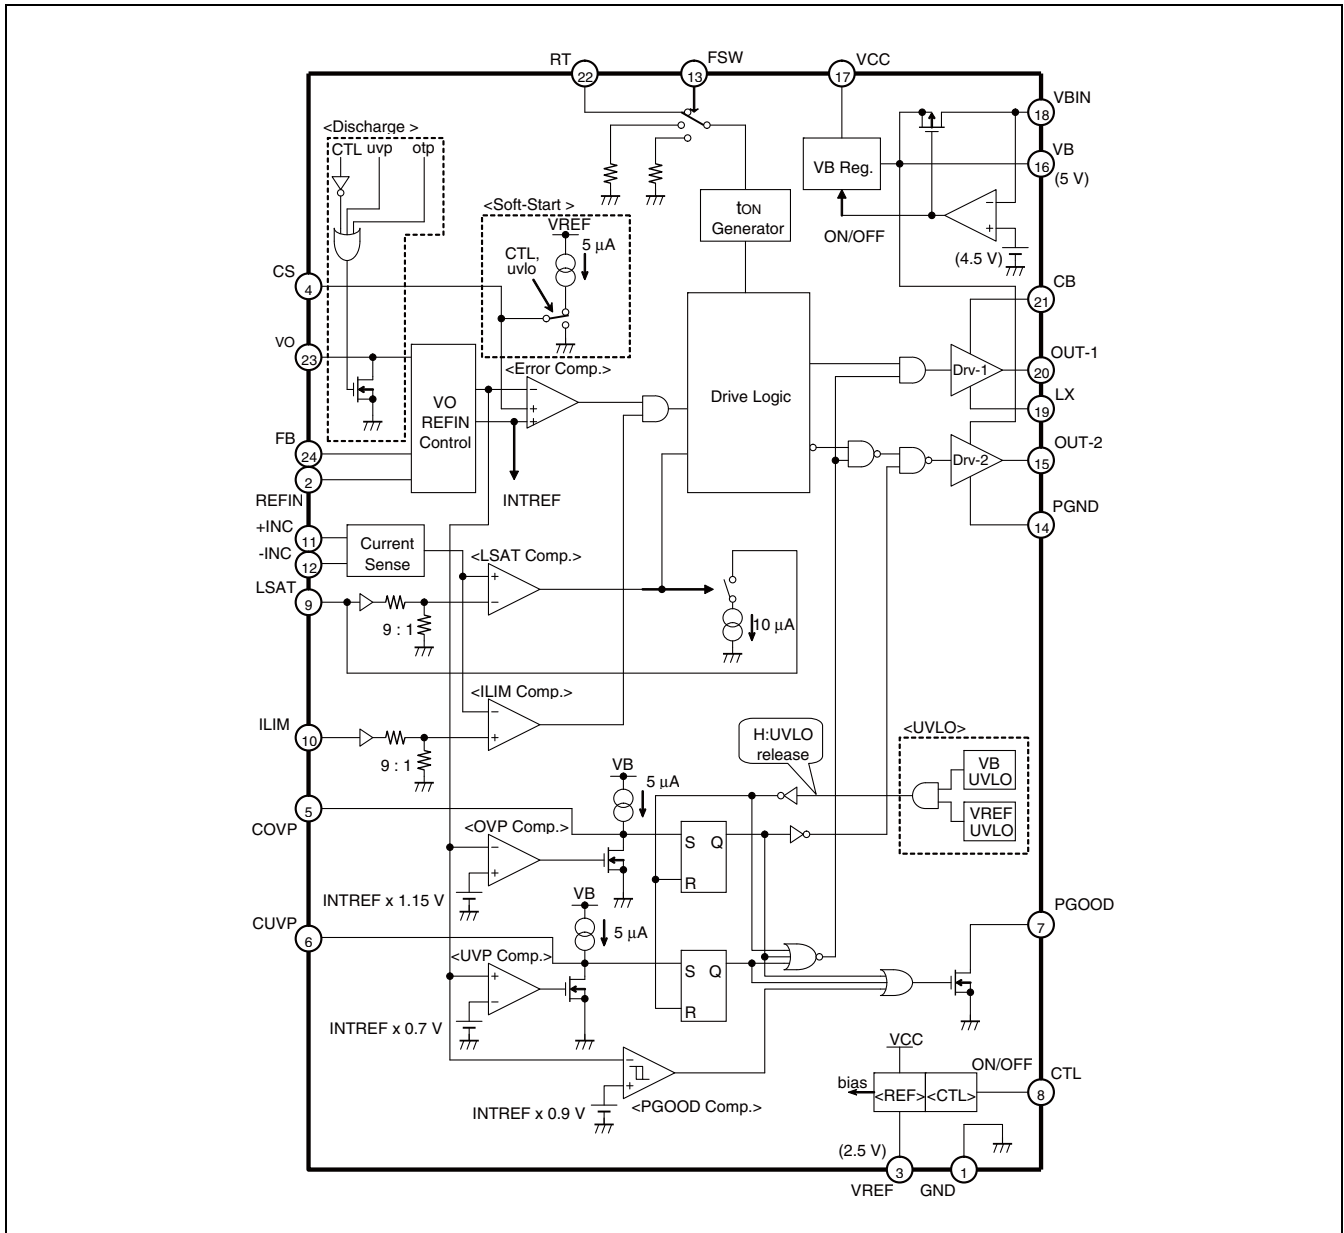 RT
22
FSW
13
VCC
17
VBIN
18
<Discharge >
CTL uvp otp
VB Reg.
VB
16
(5 V)
<Soft-Start >
VREF
5 µA
CTL,
uvlo
tON
Generator
ON/OFF
(4.5 V)
CS
4
CB
21
VO
23
<Error Comp.>
VO
REFIN
Control
Drive Logic
Drv-1
OUT-1
20
LX
19
FB
24
2
REFIN
INTREF
Drv-2
OUT-2
15
PGND
14
+INC
11
-INC
12
Current
Sense
<LSAT Comp.>
LSAT
9
9 : 1
10 µA
<ILIM Comp.>
ILIM
10
9 : 1
H:UVLO
release
<UVLO>
VB
UVLO
VREF
UVLO
VB
5 µA
5
COVP
<OVP Comp.>
S Q
R
INTREF x 1.15 V
VB
5 µA
CUVP
6
<UVP Comp.>
S Q
R
INTREF x 0.7 V
PGOOD
7
INTREF x 0.9 V
<PGOOD Comp.>
VCC
ON/OFF
bias
<REF>
<CTL>
CTL
8
(2.5 V)
3
VREF
1
GND
- + + + - - + - + + - - + - +